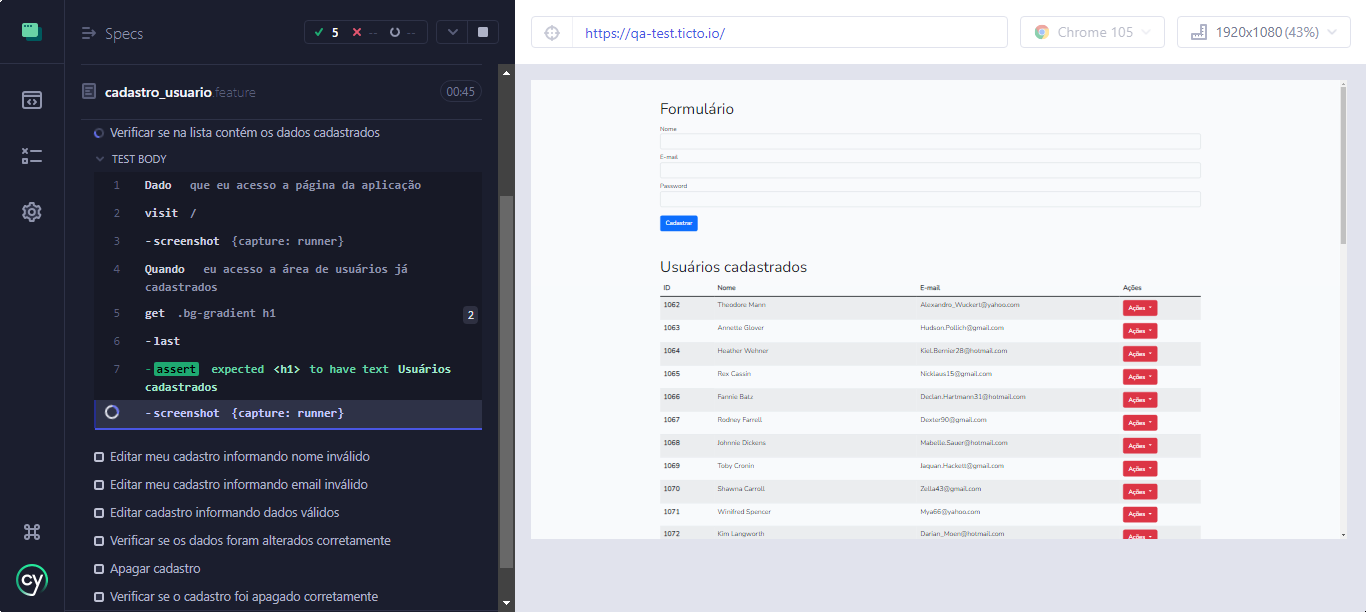 Specs
5
--
--
cadastro_usuario.feature
00:45
Verificar se na lista contém os dados cadastrados
TEST BODY
1 Dado que eu acesso a página da aplicação
2 visit /
3 -screenshot {capture: runner}
4 Quando eu acesso a área de usuários já
cadastrados
5 get .bg-gradient h1 2
6 -last
7 -assert expected <h1> to have text Usuários
cadastrados
-screenshot {capture: runner}
Editar meu cadastro informando nome inválido
Editar meu cadastro informando email inválido
Editar cadastro informando dados válidos
Verificar se os dados foram alterados corretamente
Apagar cadastro
Verificar se o cadastro foi apagado corretamente
cy
https://qa-test.ticto.io/
Chrome 105
1920x1080 (43%)
Formulário
Nome
E-mail
Password
Cadastrar
Usuários cadastrados
ID Nome E-mail Ações
1062 Theodore Mann Alexandro_Wuckert@yahoo.com Ações
1063 Annette Glover Hudson.Pollich@gmail.com Ações
1064 Heather Wehner Kiel.Bernier28@hotmail.com Ações
1065 Rex Cassin Nicklaus15@gmail.com Ações
1066 Fannie Batz Declan.Hartmann31@hotmail.com Ações
1067 Rodney Farrell Dexter90@gmail.com Ações
1068 Johnnie Dickens Mabelle.Sauer@hotmail.com Ações
1069 Toby Cronin Jaquan.Hackett@gmail.com Ações
1070 Shawna Carroll Zella43@gmail.com Ações
1071 Winifred Spencer Mya66@yahoo.com Ações
1072 Kim Langworth Darian_Moen@hotmail.com Ações